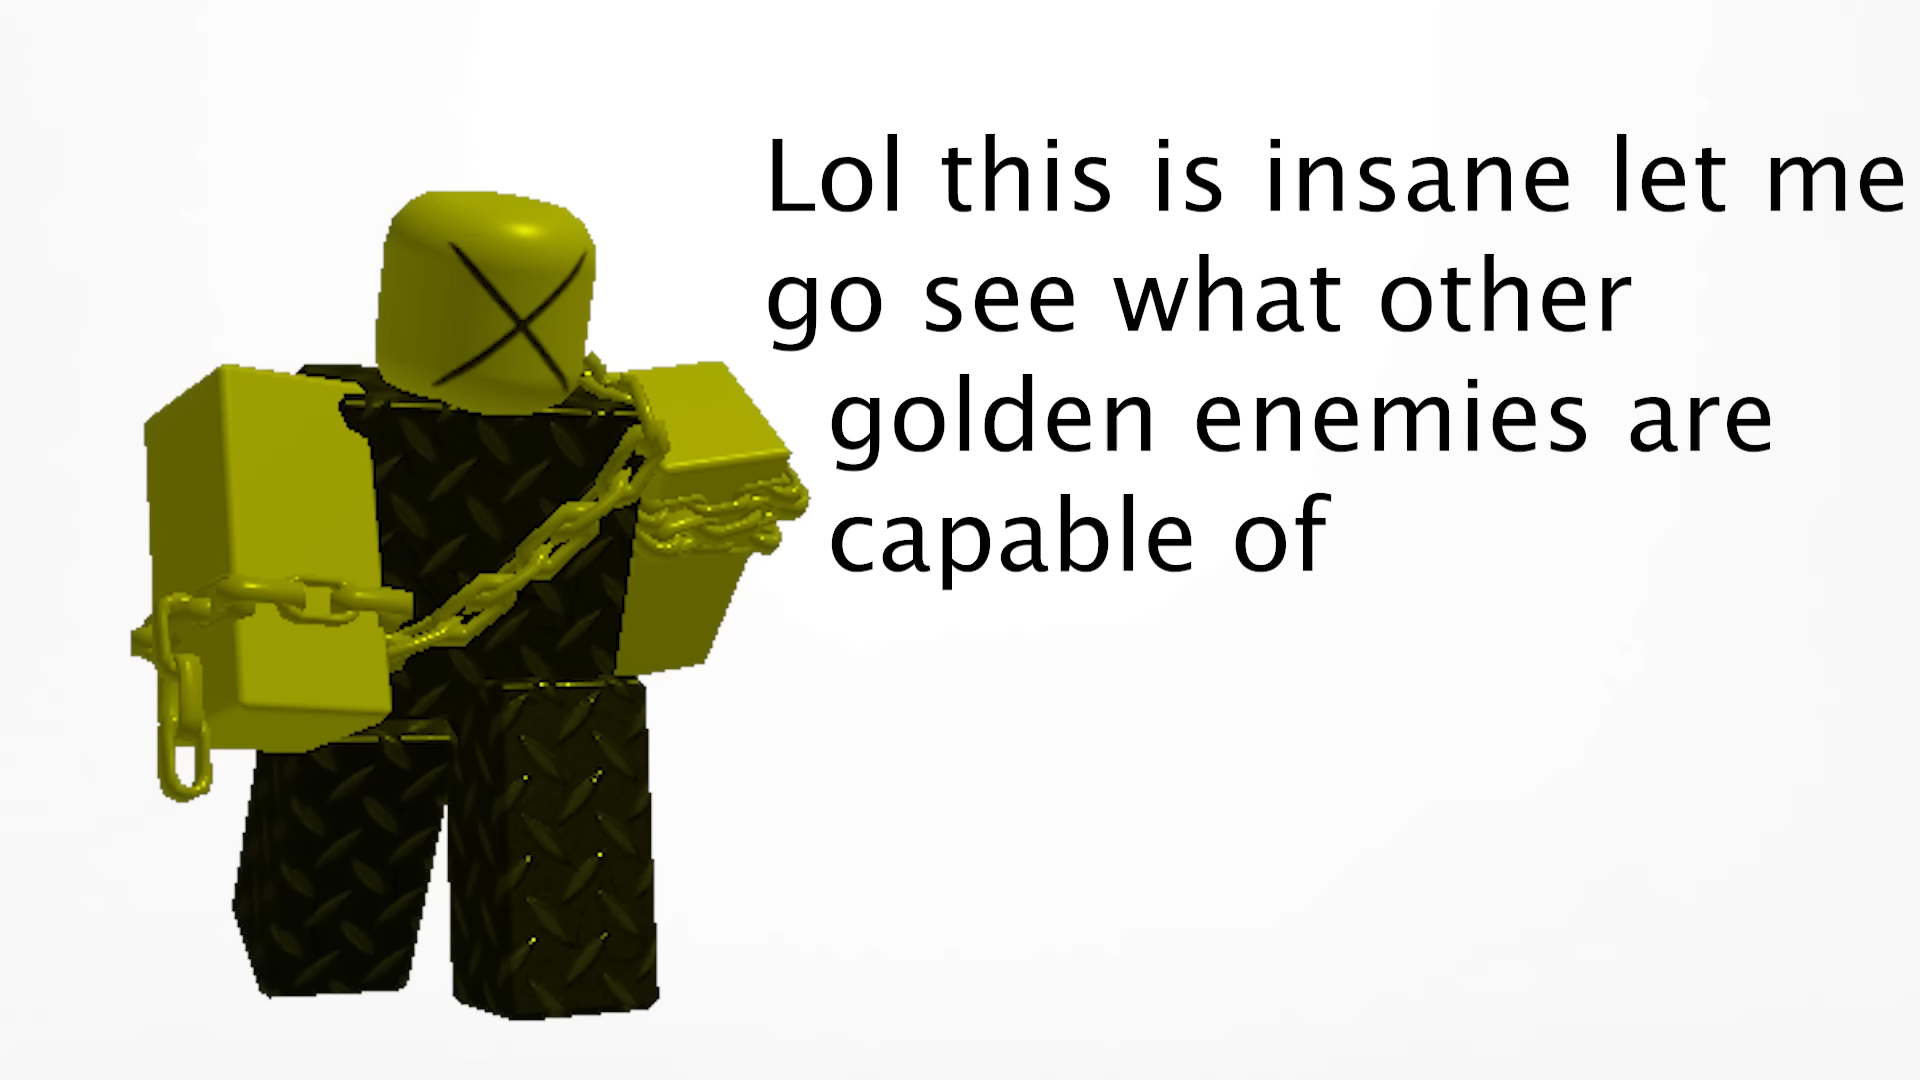 Lol this is insane let me
go see what other
golden enemies are
capable of